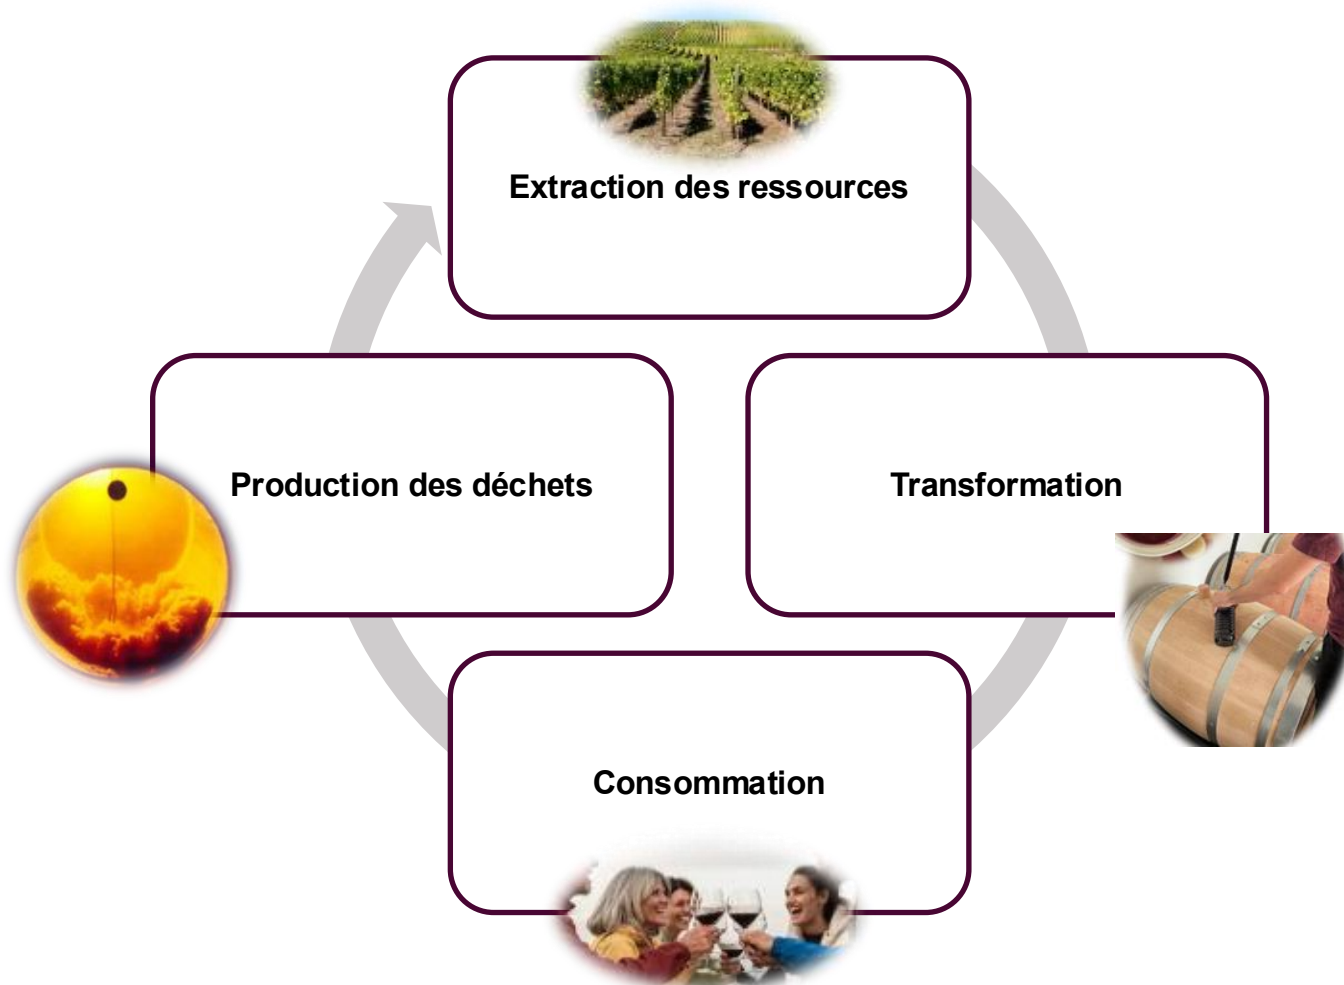 Extraction des ressources
Production des déchets
Transformation
Consommation